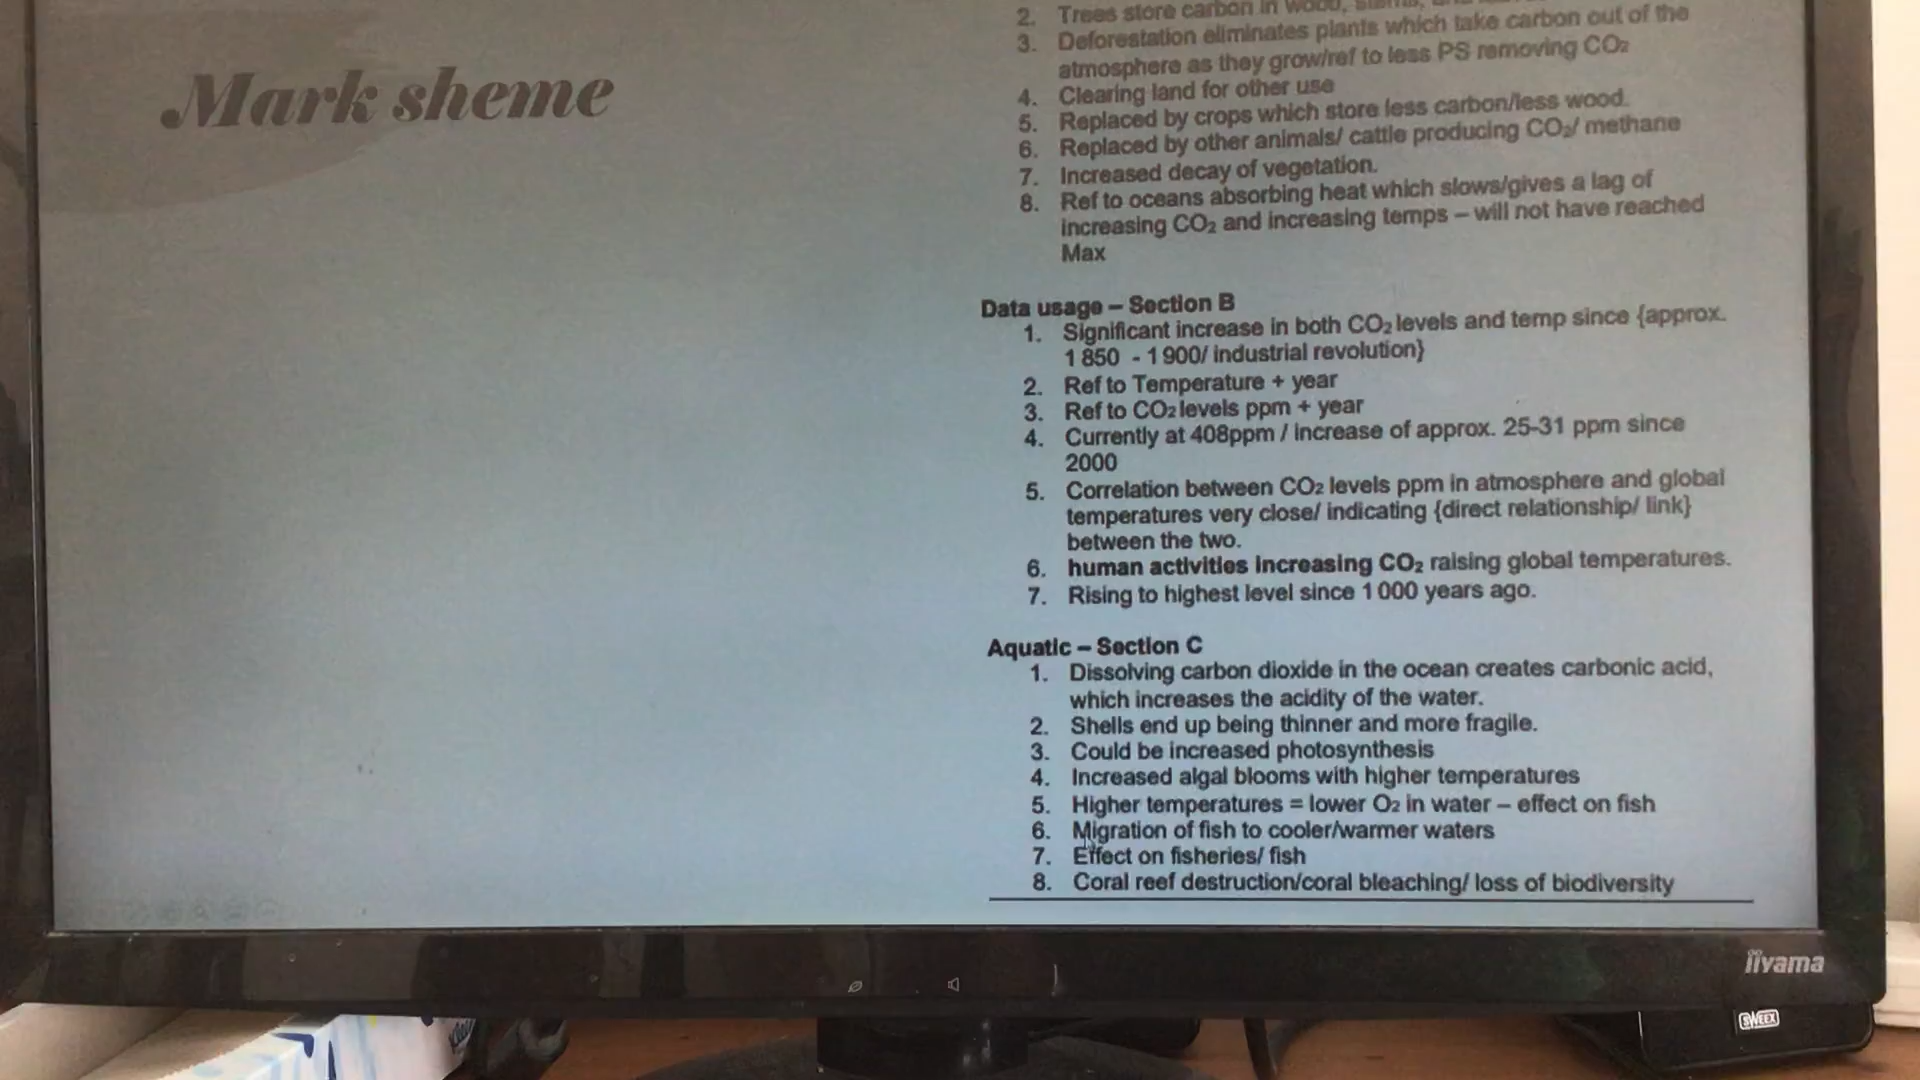 Mark sheme
2. Trees store carbon in wood, stems, and
3. Deforestation eliminates plants which take carbon out of the
atmosphere as they grow/ref to less PS removing CO₂
4. Clearing land for other use
5. Replaced by crops which store less carbon/less wood.
6. Replaced by other animals/ cattle producing CO₂/ methane
7. Increased decay of vegetation.
8. Ref to oceans absorbing heat which slows/gives a lag of
increasing CO₂ and increasing temps – will not have reached
Max
Data usage – Section B
1. Significant increase in both CO₂ levels and temp since {approx.
1 850 - 1 900/ industrial revolution}
2. Ref to Temperature + year
3. Ref to CO₂ levels ppm + year
4. Currently at 408ppm / increase of approx. 25-31 ppm since
2000
5. Correlation between CO₂ levels ppm in atmosphere and global
temperatures very close/ indicating {direct relationship/ link}
between the two.
6. human activities increasing CO₂ raising global temperatures.
7. Rising to highest level since 1 000 years ago.
Aquatic – Section C
1. Dissolving carbon dioxide in the ocean creates carbonic acid,
which increases the acidity of the water.
2. Shells end up being thinner and more fragile.
3. Could be increased photosynthesis
4. Increased algal blooms with higher temperatures
5. Higher temperatures = lower O₂ in water – effect on fish
6. Migration of fish to cooler/warmer waters
7. Effect on fisheries/ fish
8. Coral reef destruction/coral bleaching/ loss of biodiversity
iiyama
SWEEX